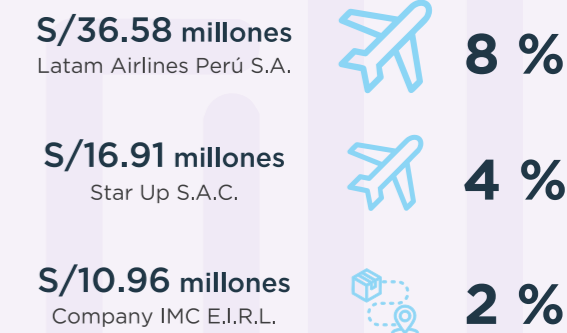 S/36.58 millones
Latam Airlines Perú S.A.
8 %
S/16.91 millones
Star Up S.A.C.
4 %
S/10.96 millones
Company IMC E.I.R.L.
2 %